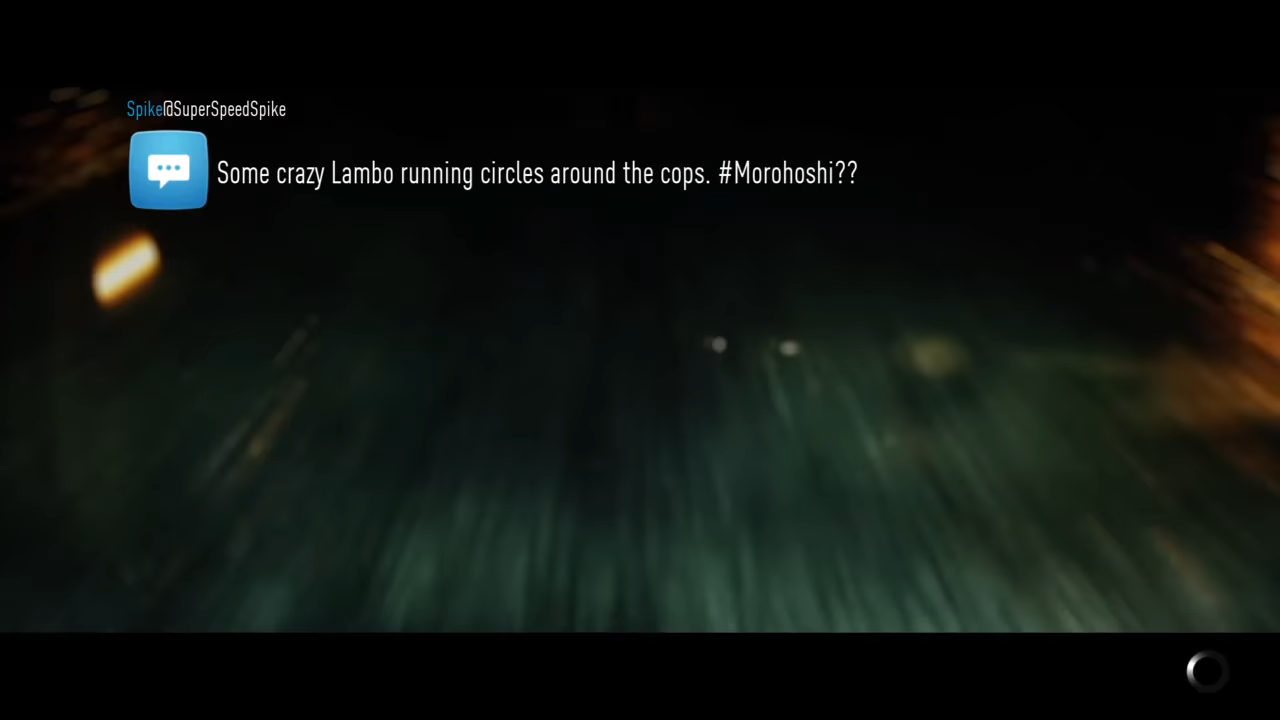 Spike@SuperSpeedSpike
Some crazy Lambo running circles around the cops. #Morohoshi??